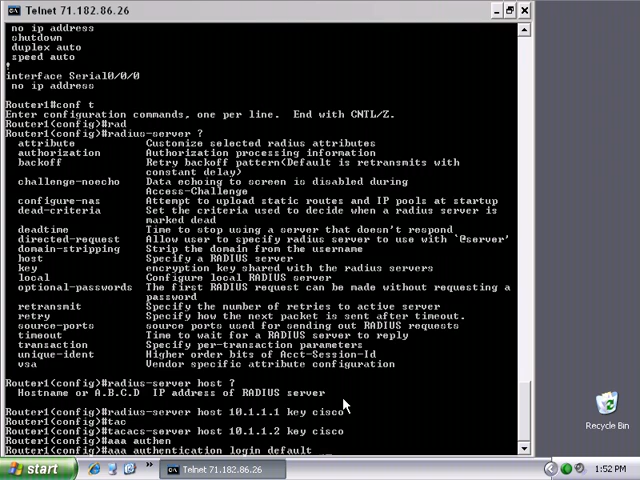 Telnet 71.182.86.26
no ip address
shutdown
duplex auto
speed auto
!
interface Serial0/0/0
no ip address
Router1#conf t
Enter configuration commands, one per line.  End with CNTL/Z.
Router1(config)#rad
Router1(config)#radius-server ?
attribute Customize selected radius attributes
authorization Authorization processing information
backoff Retry backoff pattern(Default is retransmits with
constant delay)
challenge-noecho Data echoing to screen is disabled during
Access-Challenge
configure-nas Attempt to upload static routes and IP pools at startup
dead-criteria Set the criteria used to decide when a radius server is
marked dead
deadtime Time to stop using a server that doesn't respond
directed-request Allow user to specify radius server to use with `@server'
domain-stripping Strip the domain from the username
host Specify a RADIUS server
key encryption key shared with the radius servers
local Configure local RADIUS server
optional-passwords The first RADIUS request can be made without requesting a
password
retransmit Specify the number of retries to active server
retry Specify how the next packet is sent after timeout.
source-ports source ports used for sending out RADIUS requests
timeout Time to wait for a RADIUS server to reply
transaction Specify per-transaction parameters
unique-ident Higher order bits of Acct-Session-Id
vsa Vendor specific attribute configuration
Router1(config)#radius-server host ?
Hostname or A.B.C.D  IP address of RADIUS server
Router1(config)#radius-server host 10.1.1.1 key cisco
Router1(config)#tac
Router1(config)#tacacs-server host 10.1.1.2 key cisco
Router1(config)#aaa authen
Router1(config)#aaa authentication login default _
Recycle Bin
start
Telnet 71.182.86.26
1:52 PM